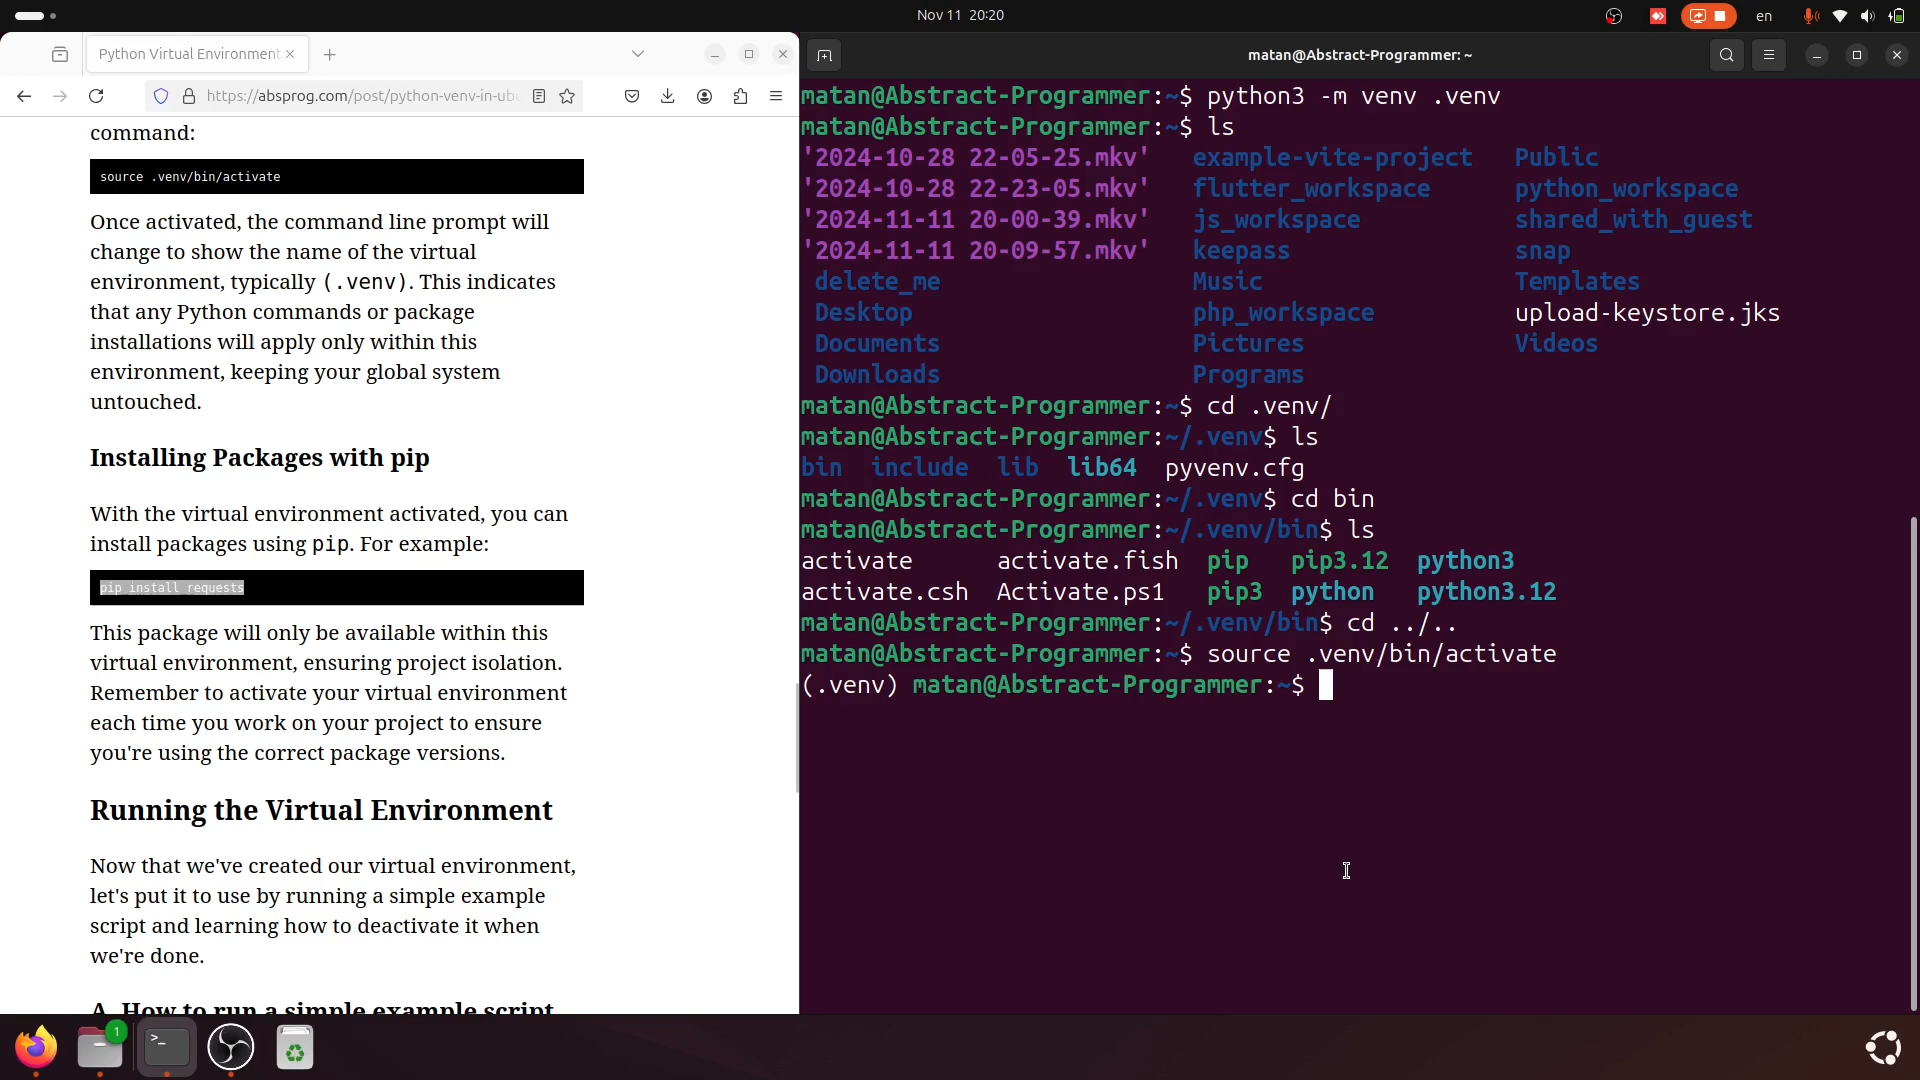 Nov 11 20:20
en
Python Virtual Environment
https://absprog.com/post/python-venv-in-ub
command:
source .venv/bin/activate
Once activated, the command line prompt will
change to show the name of the virtual
environment, typically (.venv). This indicates
that any Python commands or package
installations will apply only within this
environment, keeping your global system
untouched.
Installing Packages with pip
With the virtual environment activated, you can
install packages using pip. For example:
pip install requests
This package will only be available within this
virtual environment, ensuring project isolation.
Remember to activate your virtual environment
each time you work on your project to ensure
you're using the correct package versions.
Running the Virtual Environment
Now that we've created our virtual environment,
let's put it to use by running a simple example
script and learning how to deactivate it when
we're done.
A. How to run a simple example script
matan@Abstract-Programmer: ~
matan@Abstract-Programmer:~$ python3 -m venv .venv
matan@Abstract-Programmer:~$ ls
'2024-10-28 22-05-25.mkv' example-vite-project Public
'2024-10-28 22-23-05.mkv' flutter_workspace python_workspace
'2024-11-11 20-00-39.mkv' js_workspace shared_with_guest
'2024-11-11 20-09-57.mkv' keepass snap
delete_me Music Templates
Desktop php_workspace upload-keystore.jks
Documents Pictures Videos
Downloads Programs
matan@Abstract-Programmer:~$ cd .venv/
matan@Abstract-Programmer:~/.venv$ ls
bin include lib lib64 pyvenv.cfg
matan@Abstract-Programmer:~/.venv$ cd bin
matan@Abstract-Programmer:~/.venv/bin$ ls
activate activate.fish pip pip3.12 python3
activate.csh Activate.ps1 pip3 python python3.12
matan@Abstract-Programmer:~/.venv/bin$ cd ../..
matan@Abstract-Programmer:~$ source .venv/bin/activate
(.venv) matan@Abstract-Programmer:~$
1